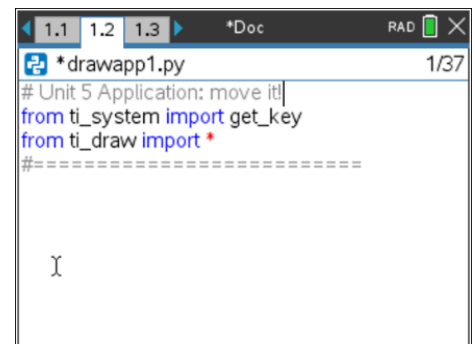 1.1 1.2 1.3 *Doc RAD
*drawapp1.py 1/37
# Unit 5 Application: move it!
from ti_system import get_key
from ti_draw import *
#==========================